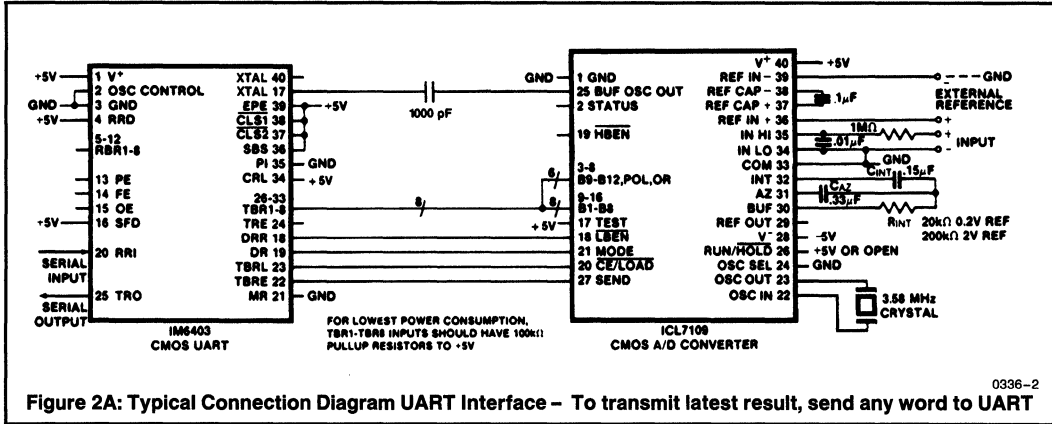 +5V
GND
+5V
+5V
SERIAL INPUT
SERIAL OUTPUT
1 V+
2 OSC CONTROL
3 GND
4 RRD
5-12
RBR1-8
13 PE
14 FE
15 OE
16 SFD
20 RRI
25 TRO
XTAL 40
XTAL 17
EPE 39
CLS1 38
CLS2 37
SBS 36
PI 35
CRL 34
26-33
TBR1-8
TRE 24
DRR 18
DR 19
TBRL 23
TBRE 22
MR 21
+5V
GND
+5V
GND
IM6403
CMOS UART
1000 pF
8
6
8
FOR LOWEST POWER CONSUMPTION,
TBR1-TBR8 INPUTS SHOULD HAVE 100kΩ
PULLUP RESISTORS TO +5V
GND
+5V
1 GND
25 BUF OSC OUT
2 STATUS
19 HBEN
3-8
B9-B12,POL,OR
9-16
B1-B8
17 TEST
18 LBEN
21 MODE
20 CE/LOAD
27 SEND
V+ 40
REF IN- 39
REF CAP- 38
REF CAP+ 37
REF IN+ 36
IN HI 35
IN LO 34
COM 33
INT 32
AZ 31
BUF 30
REF OUT 29
V- 28
RUN/HOLD 26
OSC SEL 24
OSC OUT 23
OSC IN 22
ICL7109
CMOS A/D CONVERTER
+5V
- ---GND
EXTERNAL
REFERENCE
.1µF
+
1MΩ
+
.01µF
INPUT
-
GND
CINT .15µF
CAZ
.33µF
RINT 20kΩ 0.2V REF
200kΩ 2V REF
-5V
+5V OR OPEN
GND
3.58 MHz
CRYSTAL
0336-2
Figure 2A: Typical Connection Diagram UART Interface – To transmit latest result, send any word to UART